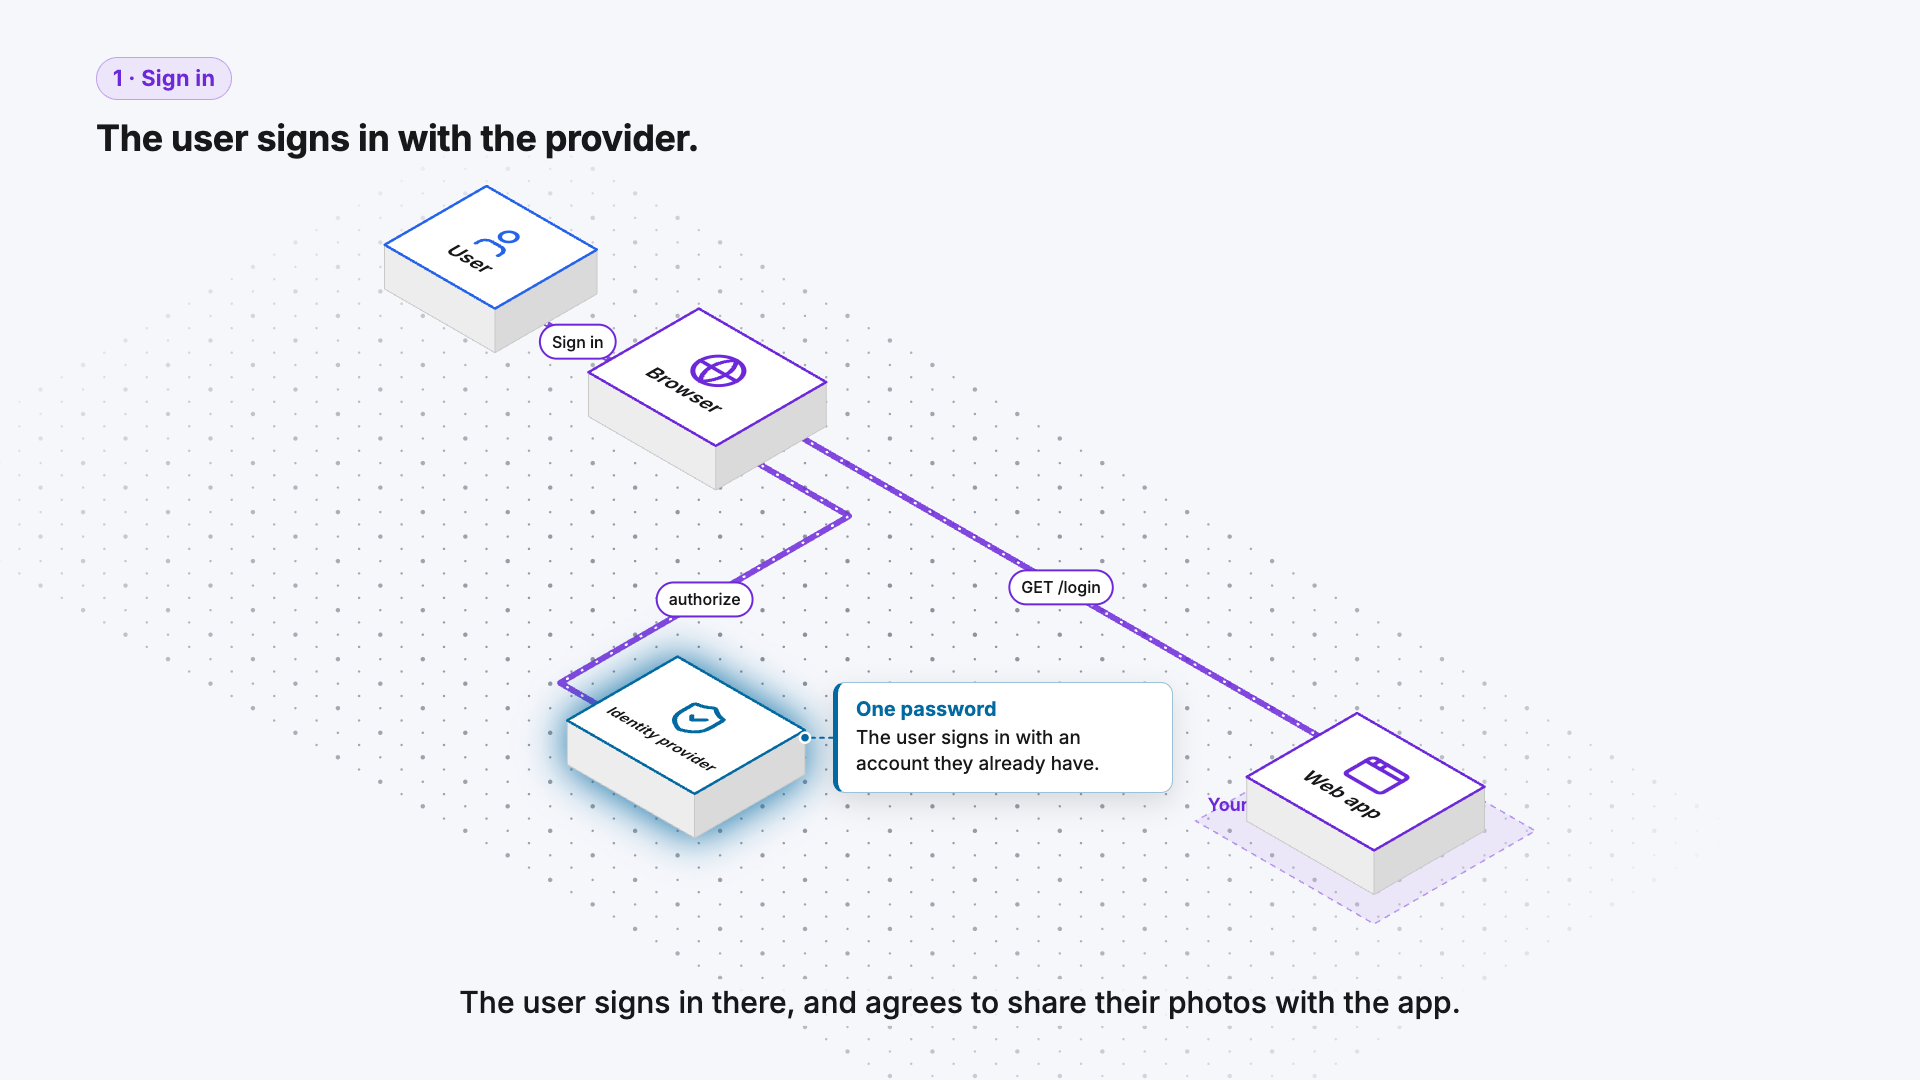 1 · Sign in
The user signs in with the provider.
User
Sign in
Browser
authorize
GET /login
Identity provider
One password
The user signs in with an
account they already have.
Your
Web app
The user signs in there, and agrees to share their photos with the app.